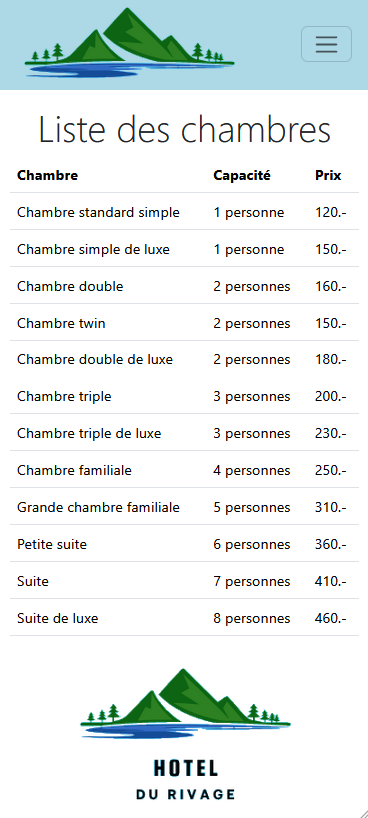 Liste des chambres
Chambre Capacité Prix
Chambre standard simple 1 personne 120.-
Chambre simple de luxe 1 personne 150.-
Chambre double 2 personnes 160.-
Chambre twin 2 personnes 150.-
Chambre double de luxe 2 personnes 180.-
Chambre triple 3 personnes 200.-
Chambre triple de luxe 3 personnes 230.-
Chambre familiale 4 personnes 250.-
Grande chambre familiale 5 personnes 310.-
Petite suite 6 personnes 360.-
Suite 7 personnes 410.-
Suite de luxe 8 personnes 460.-
HOTEL
DU RIVAGE